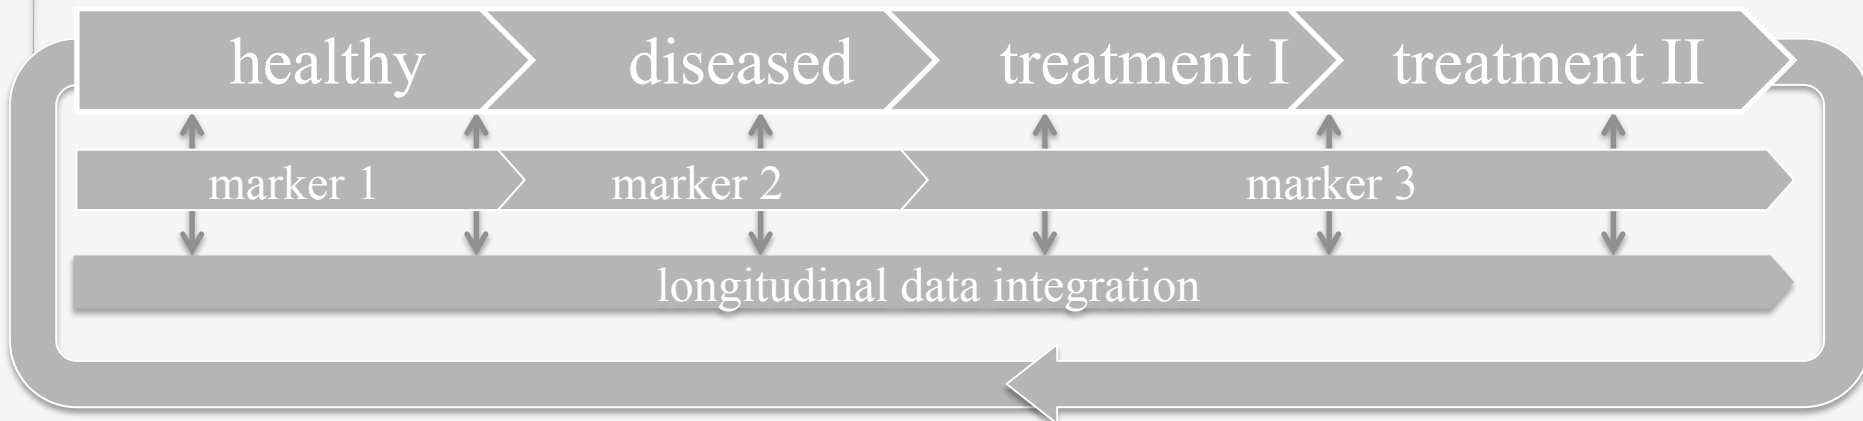 healthy diseased treatment I treatment II
marker 1 marker 2 marker 3
longitudinal data integration